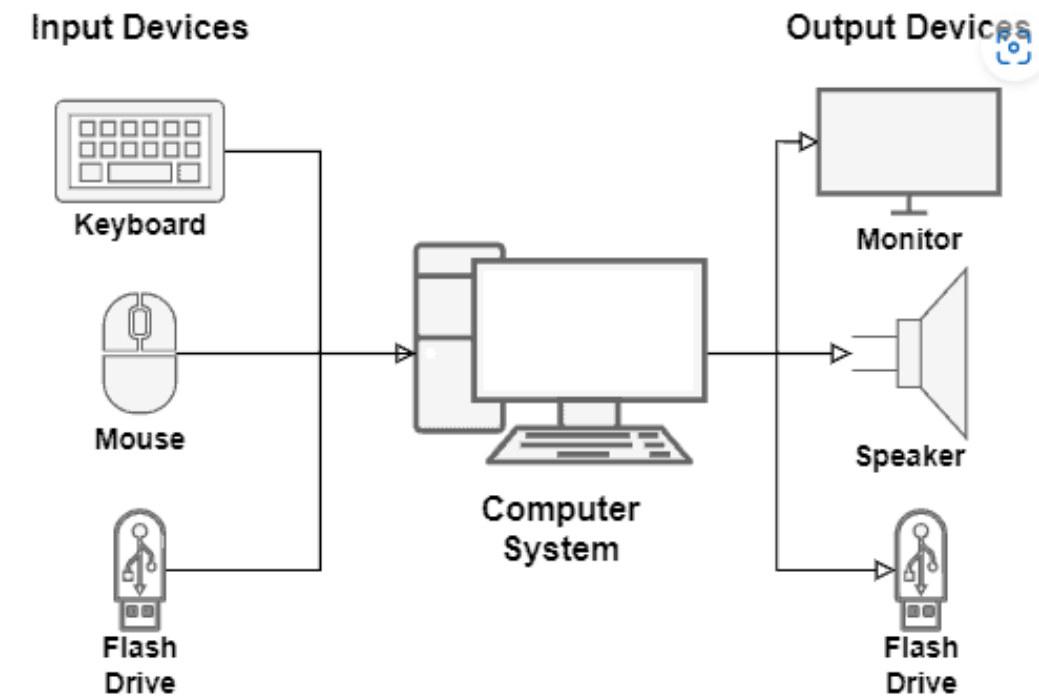 Input Devices
Output Devices
Keyboard
Monitor
Mouse
Speaker
Computer
System
Flash
Drive
Flash
Drive